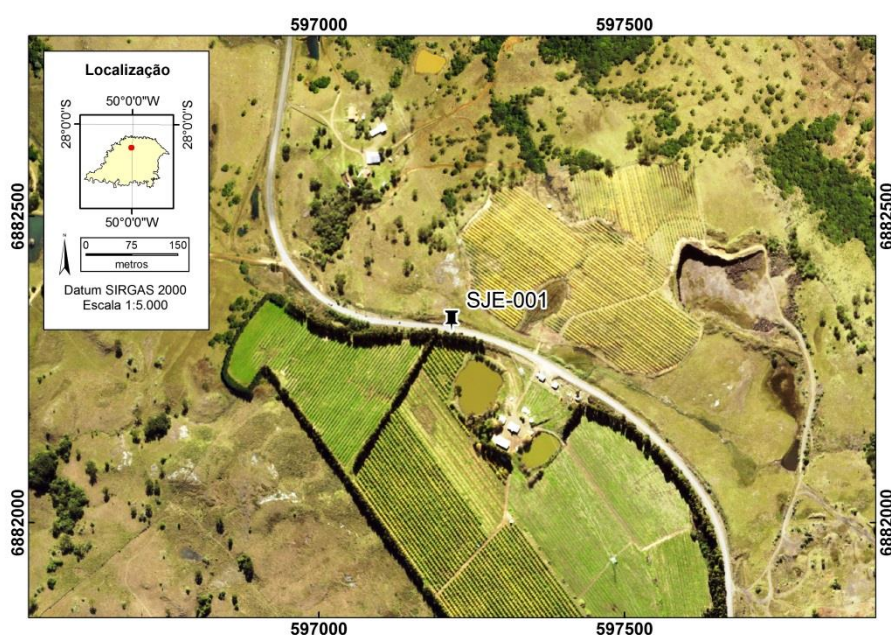 597000 597500
Localização
50°0'0"W
28°0'0"S 28°0'0"S
50°0'0"W
N
0 75 150
metros
Datum SIRGAS 2000
Escala 1:5.000
6882500 6882500
SJE-001
6882000 6882000
597000 597500